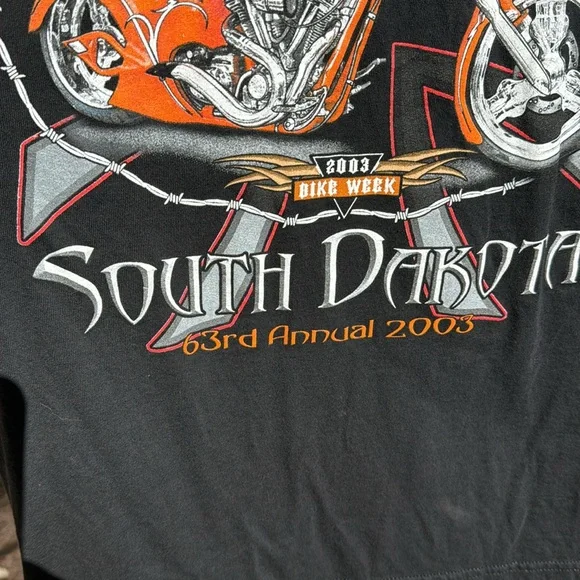 2003
BIKE WEEK
SOUTH DAKOTA
63rd Annual 2003